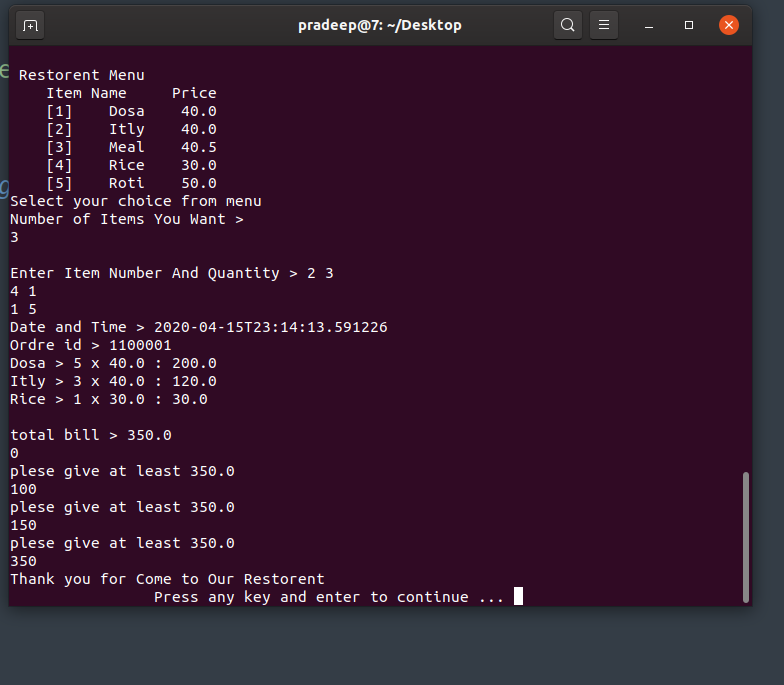 pradeep@7: ~/Desktop
Restorent Menu
Item Name     Price
[1]    Dosa    40.0
[2]    Itly    40.0
[3]    Meal    40.5
[4]    Rice    30.0
[5]    Roti    50.0
Select your choice from menu
Number of Items You Want >
3
Enter Item Number And Quantity > 2 3
4 1
1 5
Date and Time > 2020-04-15T23:14:13.591226
Ordre id > 1100001
Dosa > 5 x 40.0 : 200.0
Itly > 3 x 40.0 : 120.0
Rice > 1 x 30.0 : 30.0
total bill > 350.0
0
plese give at least 350.0
100
plese give at least 350.0
150
plese give at least 350.0
350
Thank you for Come to Our Restorent
Press any key and enter to continue ...